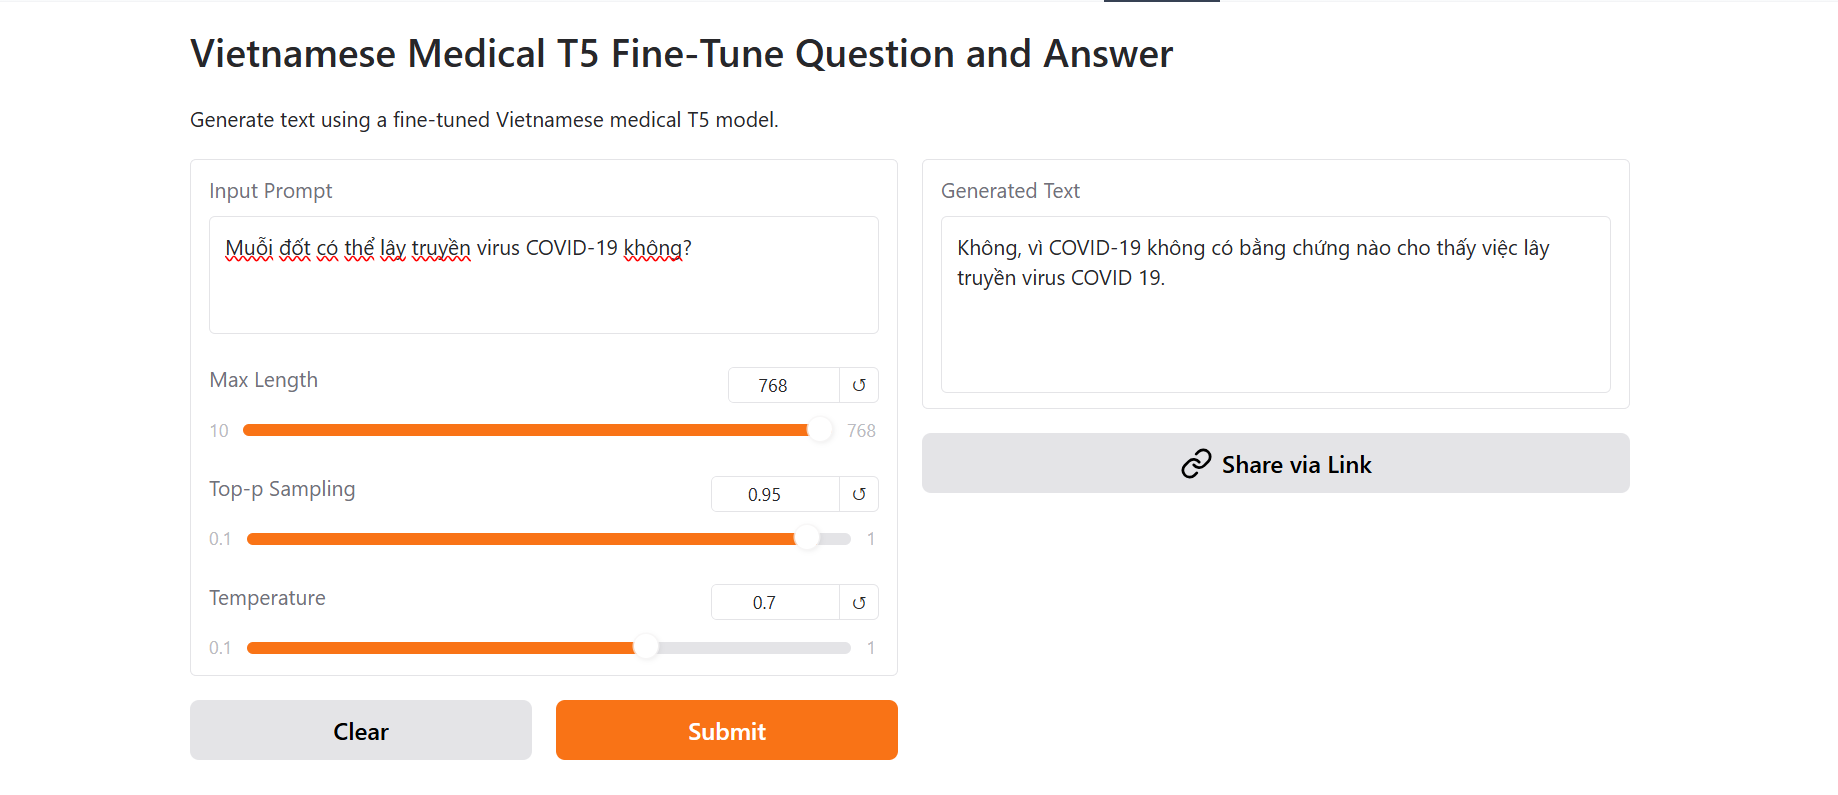 Vietnamese Medical T5 Fine-Tune Question and Answer
Generate text using a fine-tuned Vietnamese medical T5 model.
Input Prompt
Muỗi đốt có thể lây truyền virus COVID-19 không?
Max Length
768
↺
10
768
Top-p Sampling
0.95
↺
0.1
1
Temperature
0.7
↺
0.1
1
Clear
Submit
Generated Text
Không, vì COVID-19 không có bằng chứng nào cho thấy việc lây
truyền virus COVID 19.
Share via Link